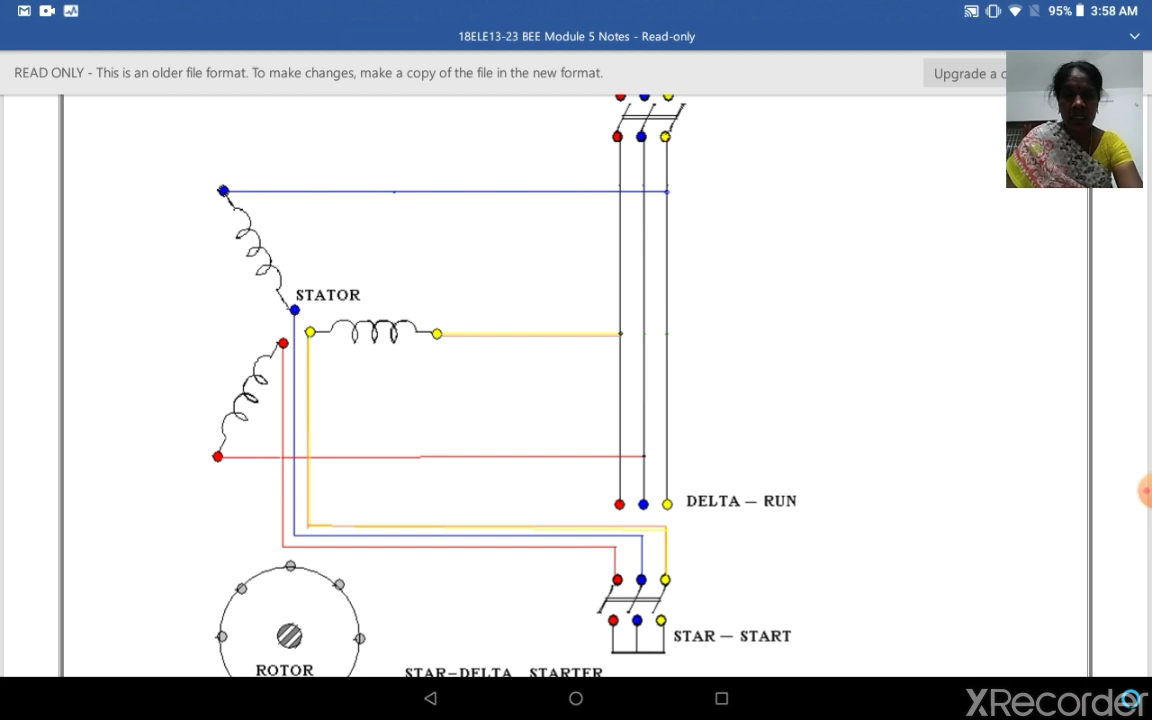 95% 3:58 AM
18ELE13-23 BEE Module 5 Notes - Read-only
READ ONLY - This is an older file format. To make changes, make a copy of the file in the new format.
Upgrade a c
STATOR
DELTA – RUN
STAR – START
ROTOR
STAR-DELTA STARTER
XRecorder